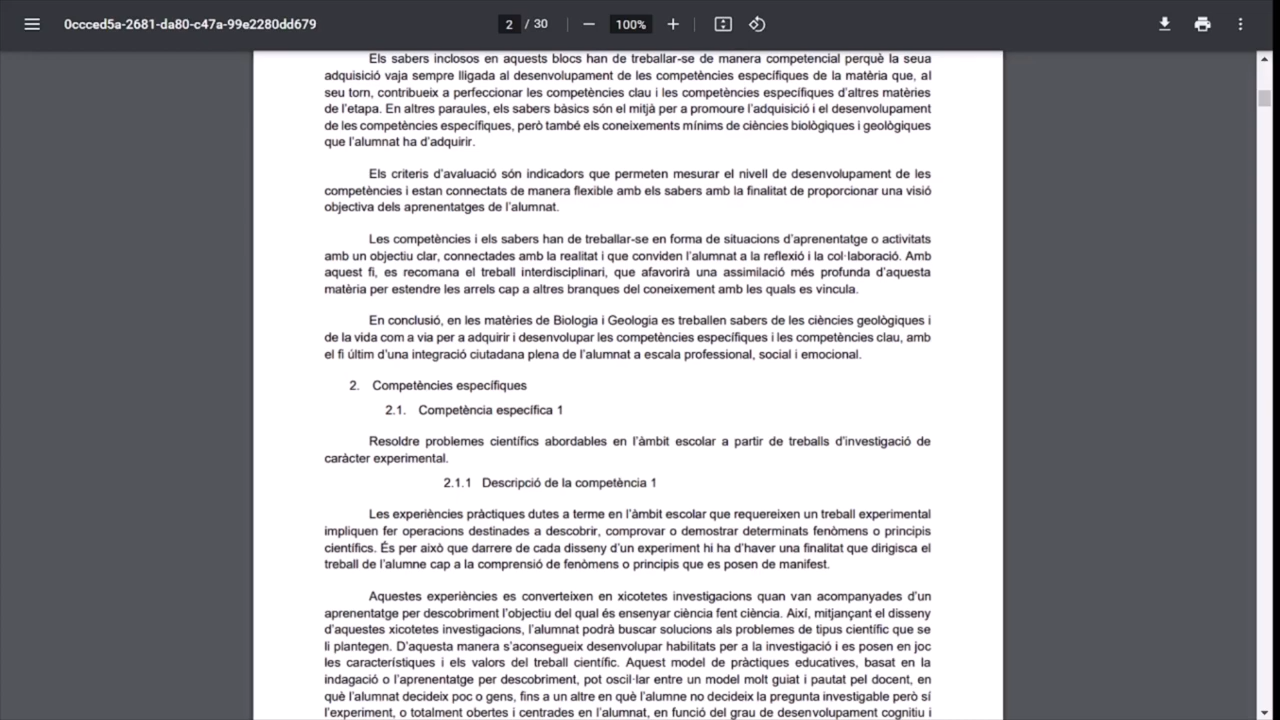 0ccced5a-2681-da80-c47a-99e2280dd679
2 / 30
100%
Els sabers inclosos en aquests blocs han de treballar-se de manera competencial perquè la seua
adquisició vaja sempre lligada al desenvolupament de les competències específiques de la matèria que, al
seu torn, contribueix a perfeccionar les competències clau i les competències específiques d'altres matèries
de l'etapa. En altres paraules, els sabers bàsics són el mitjà per a promoure l'adquisició i el desenvolupament
de les competències específiques, però també els coneixements mínims de ciències biològiques i geològiques
que l'alumnat ha d'adquirir.
Els criteris d'avaluació són indicadors que permeten mesurar el nivell de desenvolupament de les
competències i estan connectats de manera flexible amb els sabers amb la finalitat de proporcionar una visió
objectiva dels aprenentatges de l'alumnat.
Les competències i els sabers han de treballar-se en forma de situacions d'aprenentatge o activitats
amb un objectiu clar, connectades amb la realitat i que conviden l'alumnat a la reflexió i la col·laboració. Amb
aquest fi, es recomana el treball interdisciplinari, que afavorirà una assimilació més profunda d'aquesta
matèria per estendre les arrels cap a altres branques del coneixement amb les quals es vincula.
En conclusió, en les matèries de Biologia i Geologia es treballen sabers de les ciències geològiques i
de la vida com a via per a adquirir i desenvolupar les competències específiques i les competències clau, amb
el fi últim d'una integració ciutadana plena de l'alumnat a escala professional, social i emocional.
2. Competències específiques
2.1. Competència específica 1
Resoldre problemes científics abordables en l'àmbit escolar a partir de treballs d'investigació de
caràcter experimental.
2.1.1 Descripció de la competència 1
Les experiències pràctiques dutes a terme en l'àmbit escolar que requereixen un treball experimental
impliquen fer operacions destinades a descobrir, comprovar o demostrar determinats fenòmens o principis
científics. És per això que darrere de cada disseny d'un experiment hi ha d'haver una finalitat que dirigisca el
treball de l'alumne cap a la comprensió de fenòmens o principis que es posen de manifest.
Aquestes experiències es converteixen en xicotetes investigacions quan van acompanyades d'un
aprenentatge per descobriment l'objectiu del qual és ensenyar ciència fent ciència. Així, mitjançant el disseny
d'aquestes xicotetes investigacions, l'alumnat podrà buscar solucions als problemes de tipus científic que se
li plantegen. D'aquesta manera s'aconsegueix desenvolupar habilitats per a la investigació i es posen en joc
les característiques i els valors del treball científic. Aquest model de pràctiques educatives, basat en la
indagació o l'aprenentatge per descobriment, pot oscil·lar entre un model molt guiat i pautat pel docent, en
què l'alumnat decideix poc o gens, fins a un altre en què l'alumne no decideix la pregunta investigable però sí
l'experiment, o totalment obertes i centrades en l'alumnat, en funció del grau de desenvolupament cognitiu i